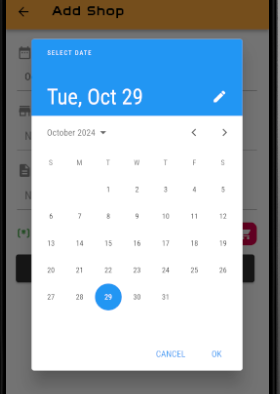 Add Shop
SELECT DATE
Tue, Oct 29
October 2024
S M T W T F S
1 2 3 4 5
6 7 8 9 10 11 12
13 14 15 16 17 18 19
20 21 22 23 24 25 26
27 28 29 30 31
(*)
CANCEL OK